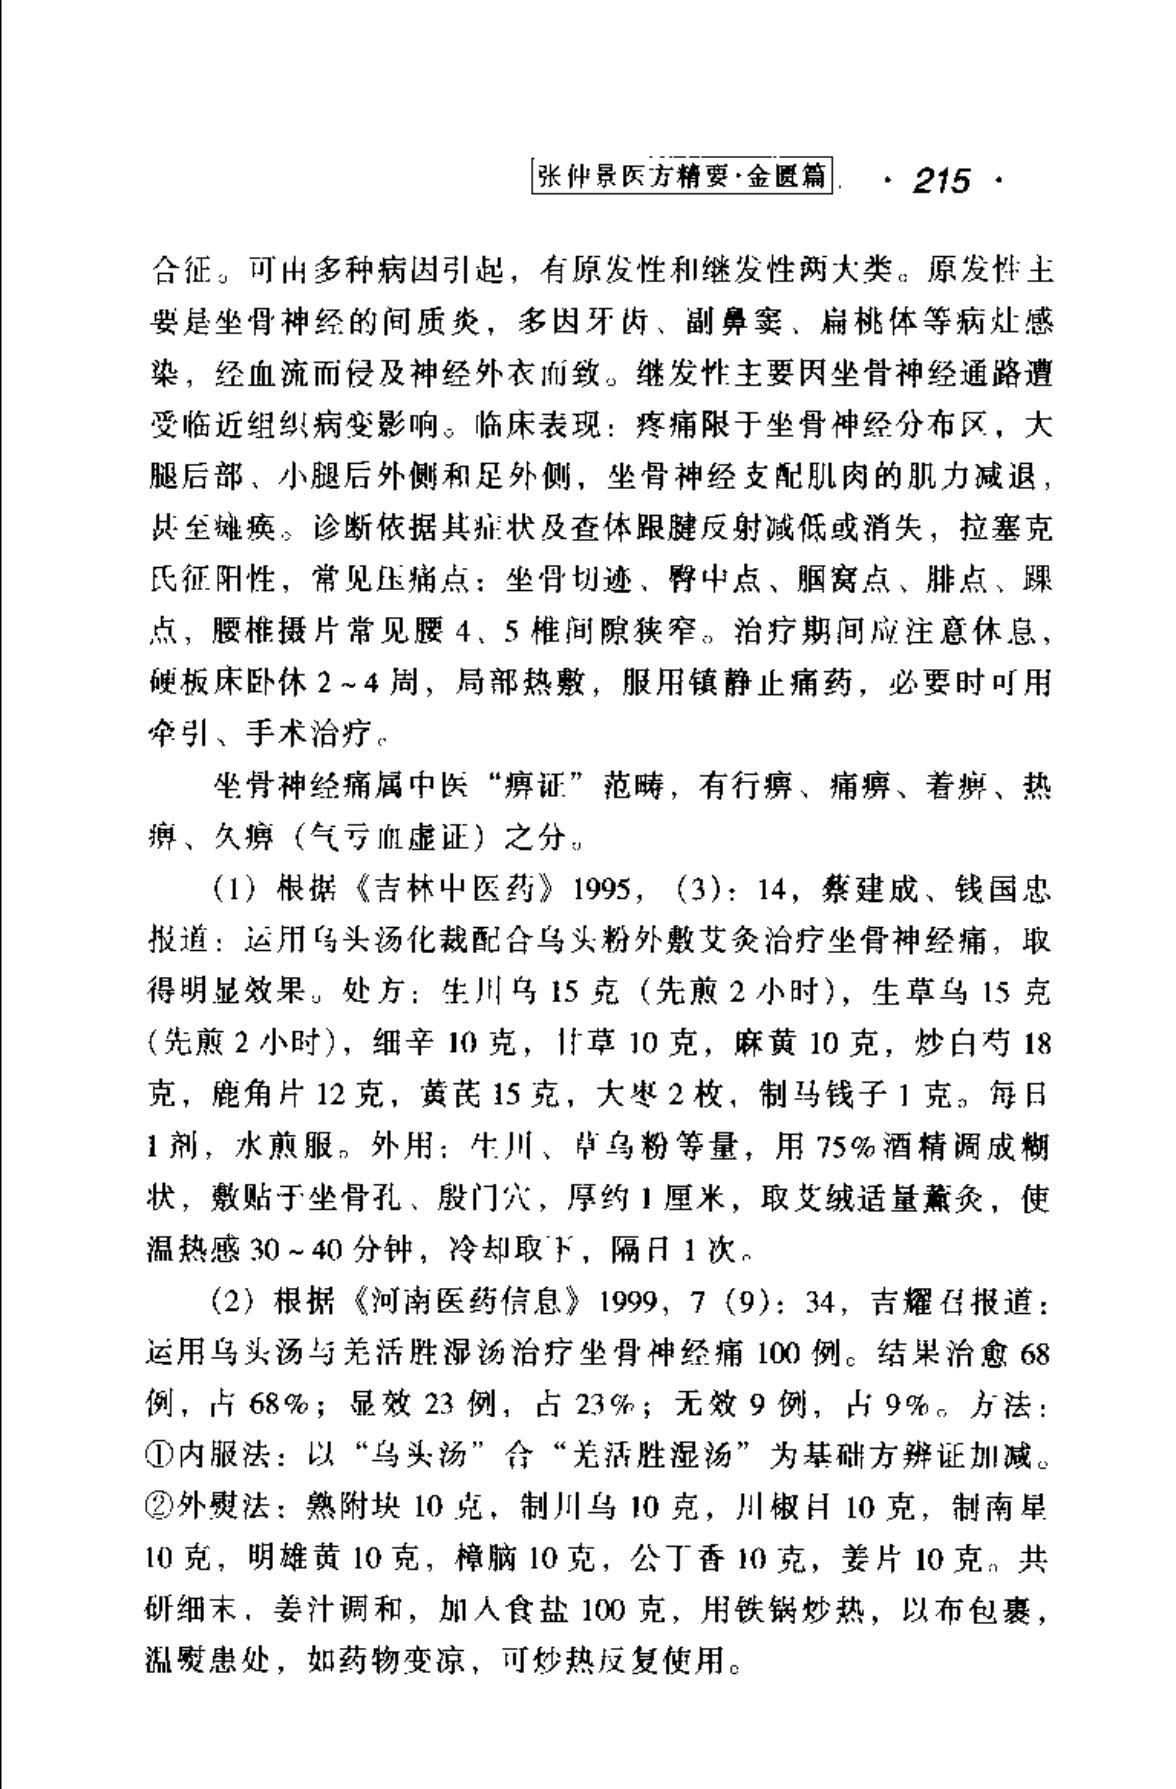 张仲景医方精要·金匮篇 · 215 ·
合征。可由多种病因引起，有原发性和继发性两大类。原发性主
要是坐骨神经的间质炎，多因牙齿、副鼻窦、扁桃体等病灶感
染，经血流而侵及神经外衣而致。继发性主要因坐骨神经通路遭
受临近组织病变影响。临床表现：疼痛限于坐骨神经分布区，大
腿后部、小腿后外侧和足外侧，坐骨神经支配肌肉的肌力减退，
甚至瘫痪。诊断依据其症状及查体跟腱反射减低或消失，拉塞克
氏征阳性，常见压痛点：坐骨切迹、臀中点、腘窝点、腓点、踝
点，腰椎摄片常见腰 4、5 椎间隙狭窄。治疗期间应注意休息，
硬板床卧休 2～4 周，局部热敷，服用镇静止痛药，必要时可用
牵引、手术治疗。
坐骨神经痛属中医“痹证”范畴，有行痹、痛痹、着痹、热
痹、久痹（气亏血虚证）之分。
（1）根据《吉林中医药》1995，（3）：14，蔡建成、钱国忠
报道：运用乌头汤化裁配合乌头粉外敷艾灸治疗坐骨神经痛，取
得明显效果。处方：生川乌 15 克（先煎 2 小时），生草乌 15 克
（先煎 2 小时），细辛 10 克，甘草 10 克，麻黄 10 克，炒白芍 18
克，鹿角片 12 克，黄芪 15 克，大枣 2 枚，制马钱子 1 克。每日
1 剂，水煎服。外用：生川、草乌粉等量，用 75％酒精调成糊
状，敷贴于坐骨孔、殷门穴，厚约 1 厘米，取艾绒适量薰灸，使
温热感 30～40 分钟，冷却取下，隔日 1 次。
（2）根据《河南医药信息》1999，7（9）：34，吉耀召报道：
运用乌头汤与羌活胜湿汤治疗坐骨神经痛 100 例。结果治愈 68
例，占 68％；显效 23 例，占 23％；无效 9 例，占 9％。方法：
①内服法：以“乌头汤”合“羌活胜湿汤”为基础方辨证加减。
②外熨法：熟附块 10 克，制川乌 10 克，川椒目 10 克，制南星
10 克，明雄黄 10 克，樟脑 10 克，公丁香 10 克，姜片 10 克。共
研细末，姜汁调和，加入食盐 100 克，用铁锅炒热，以布包裹，
温熨患处，如药物变凉，可炒热反复使用。